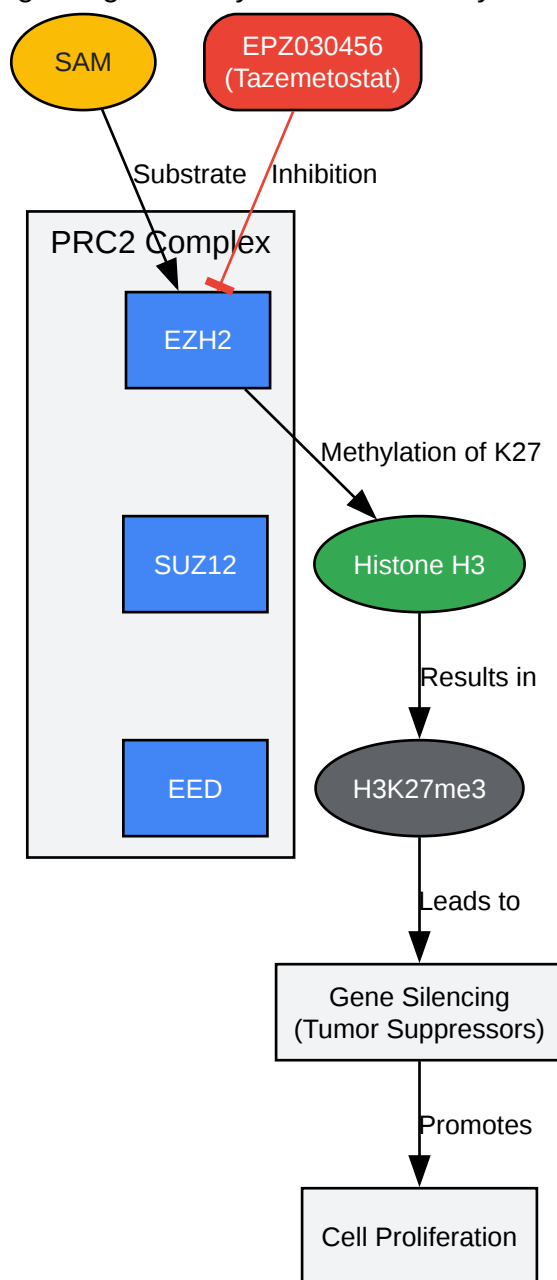 SAM
EPZ030456
(Tazemetostat)
Substrate
Inhibition
PRC2 Complex
EZH2
Methylation of K27
SUZ12
Histone H3
Results in
EED
H3K27me3
Leads to
Gene Silencing
(Tumor Suppressors)
Promotes
Cell Proliferation